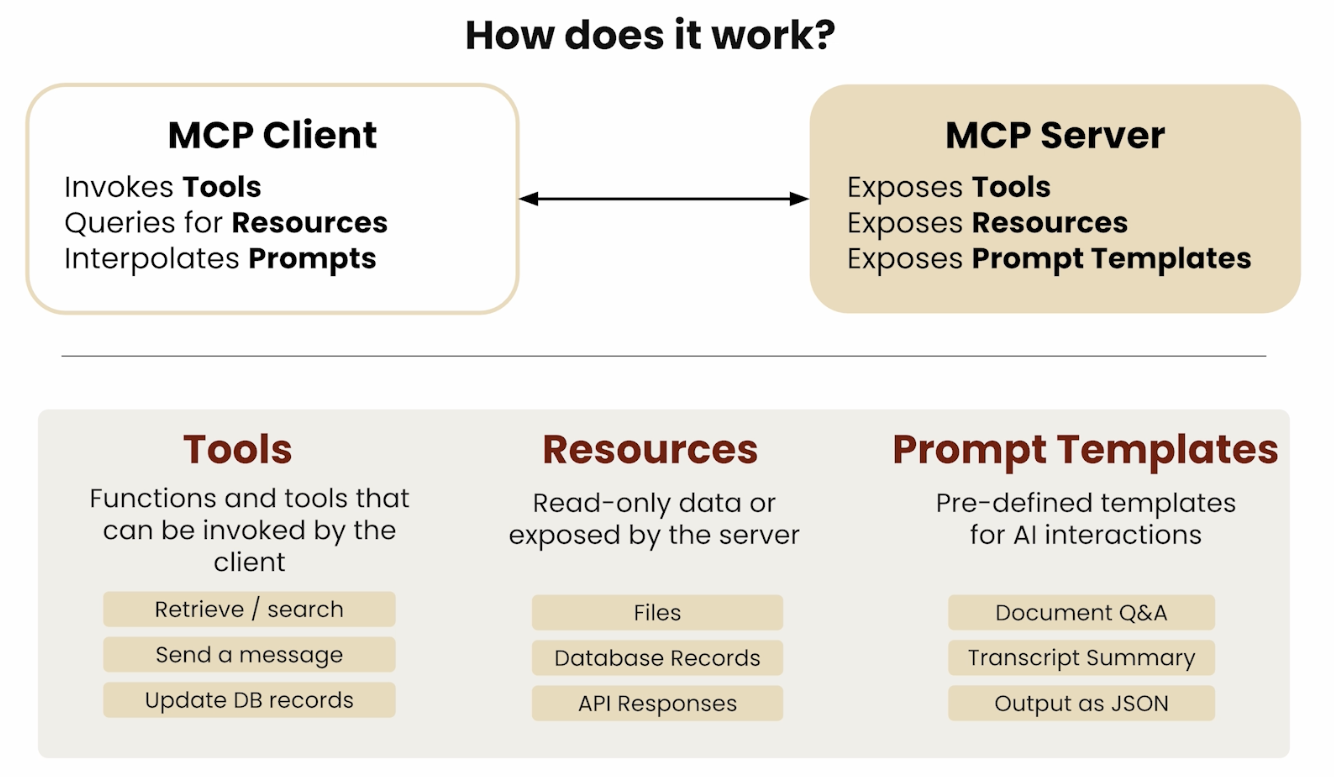 How does it work?
MCP Client
Invokes Tools
Queries for Resources
Interpolates Prompts
MCP Server
Exposes Tools
Exposes Resources
Exposes Prompt Templates
Tools
Functions and tools that
can be invoked by the
client
Retrieve / search
Send a message
Update DB records
Resources
Read-only data or
exposed by the server
Files
Database Records
API Responses
Prompt Templates
Pre-defined templates
for AI interactions
Document Q&A
Transcript Summary
Output as JSON